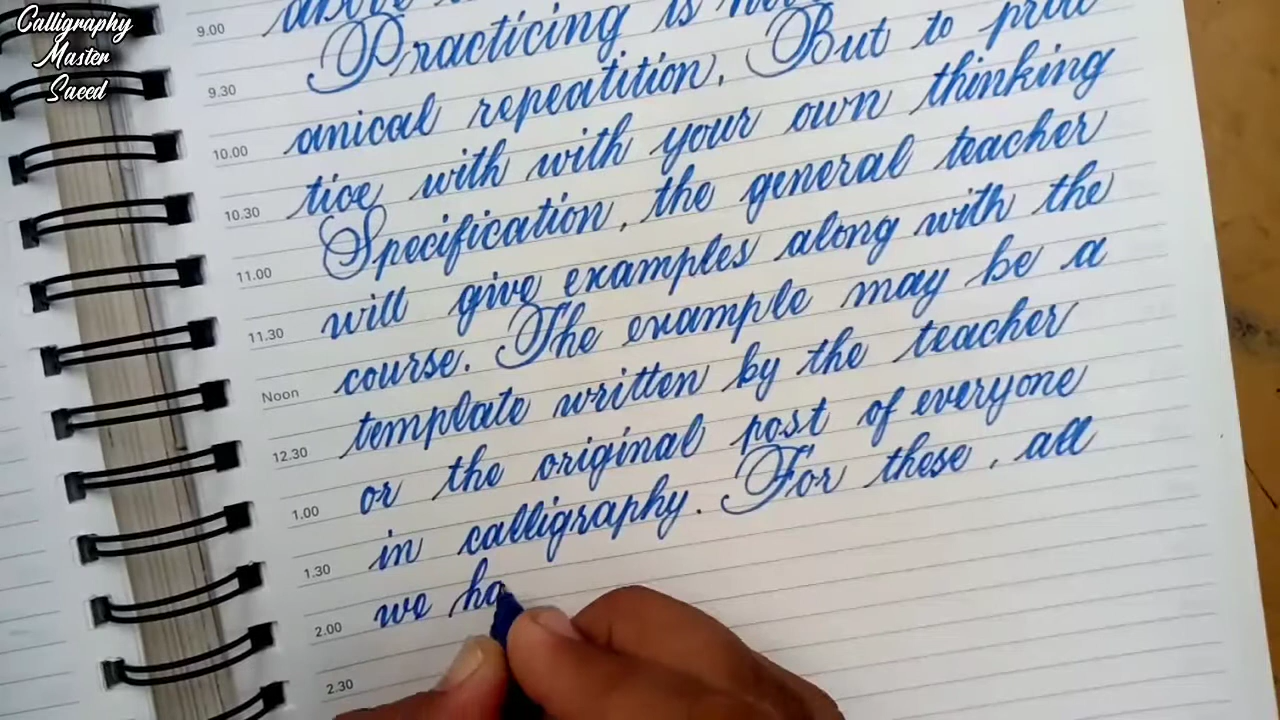 Calligraphy
Master
Saeed
9.00
above
Practicing is
9.30
anical repeatition. But to
10.00
tice with with your own thinking
10.30
Specification, the general teacher
11.00
will give examples along with the
11.30
course. The example may be a
Noon
template written by the teacher
12.30
or the original post of everyone
1.00
in calligraphy. For these, all
1.30
we ha
2.00
2.30